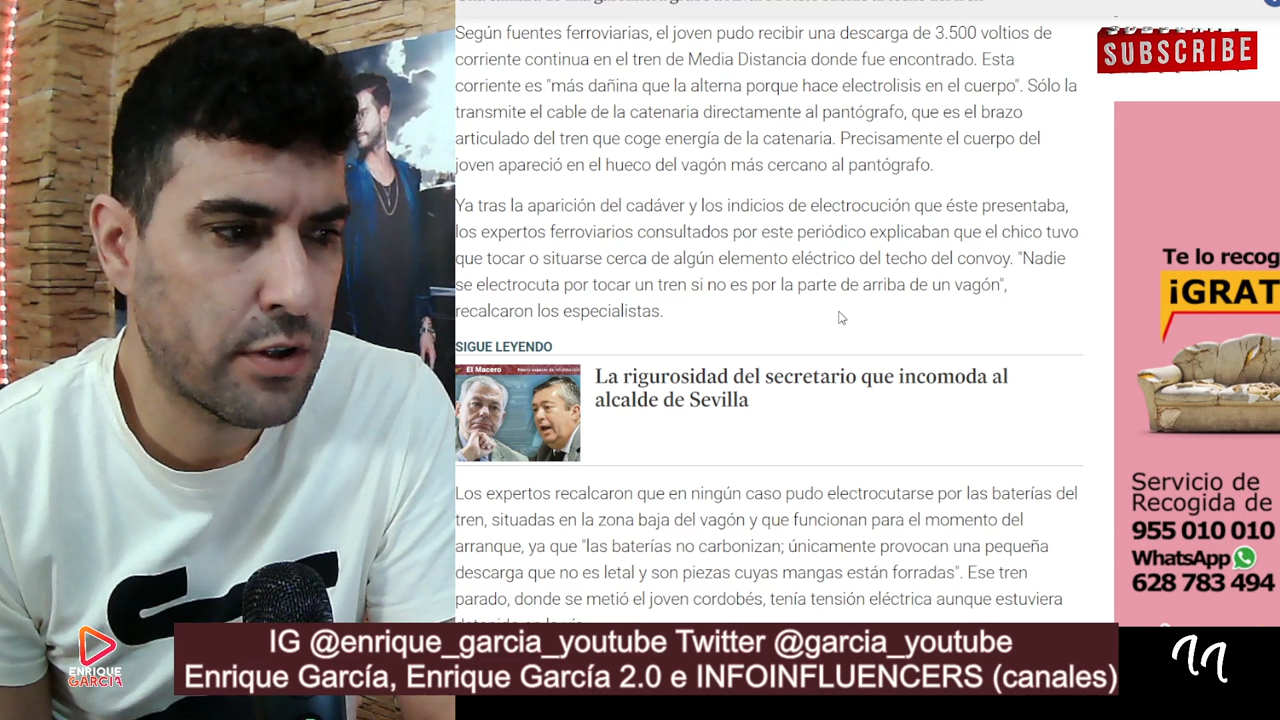 Según fuentes ferroviarias, el joven pudo recibir una descarga de 3.500 voltios de
corriente continua en el tren de Media Distancia donde fue encontrado. Esta
corriente es "más dañina que la alterna porque hace electrolisis en el cuerpo". Sólo la
transmite el cable de la catenaria directamente al pantógrafo, que es el brazo
articulado del tren que coge energía de la catenaria. Precisamente el cuerpo del
joven apareció en el hueco del vagón más cercano al pantógrafo.
Ya tras la aparición del cadáver y los indicios de electrocución que éste presentaba,
los expertos ferroviarios consultados por este periódico explicaban que el chico tuvo
que tocar o situarse cerca de algún elemento eléctrico del techo del convoy. "Nadie
se electrocuta por tocar un tren si no es por la parte de arriba de un vagón",
recalcaron los especialistas.
SIGUE LEYENDO
El Macero
La rigurosidad del secretario que incomoda al
alcalde de Sevilla
Los expertos recalcaron que en ningún caso pudo electrocutarse por las baterías del
tren, situadas en la zona baja del vagón y que funcionan para el momento del
arranque, ya que "las baterías no carbonizan; únicamente provocan una pequeña
descarga que no es letal y son piezas cuyas mangas están forradas". Ese tren
parado, donde se metió el joven cordobés, tenía tensión eléctrica aunque estuviera
SUBSCRIBE
Te lo recog
¡GRAT
Servicio de
Recogida de
955 010 010
WhatsApp
628 783 494
ENRIQUE
GARCÍA
IG @enrique_garcia_youtube Twitter @garcia_youtube
Enrique García, Enrique García 2.0 e INFOINFLUENCERS (canales)